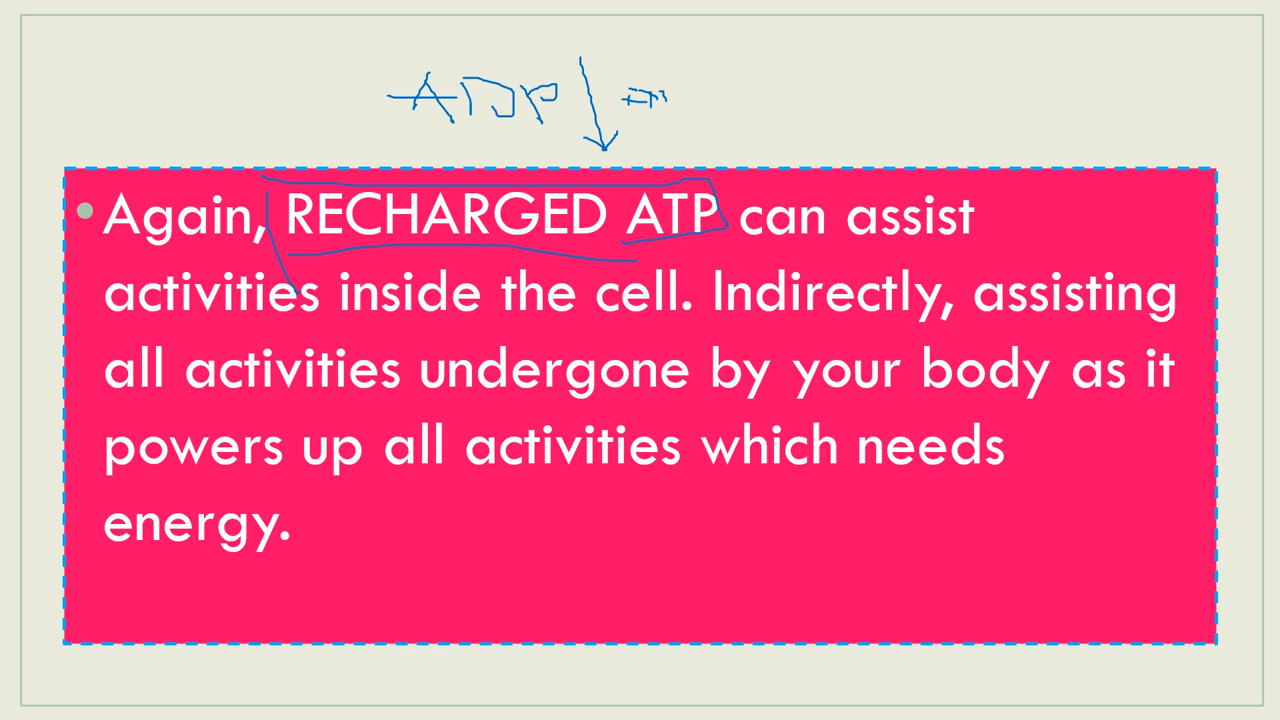 ADP
Again, RECHARGED ATP can assist
activities inside the cell. Indirectly, assisting
all activities undergone by your body as it
powers up all activities which needs
energy.